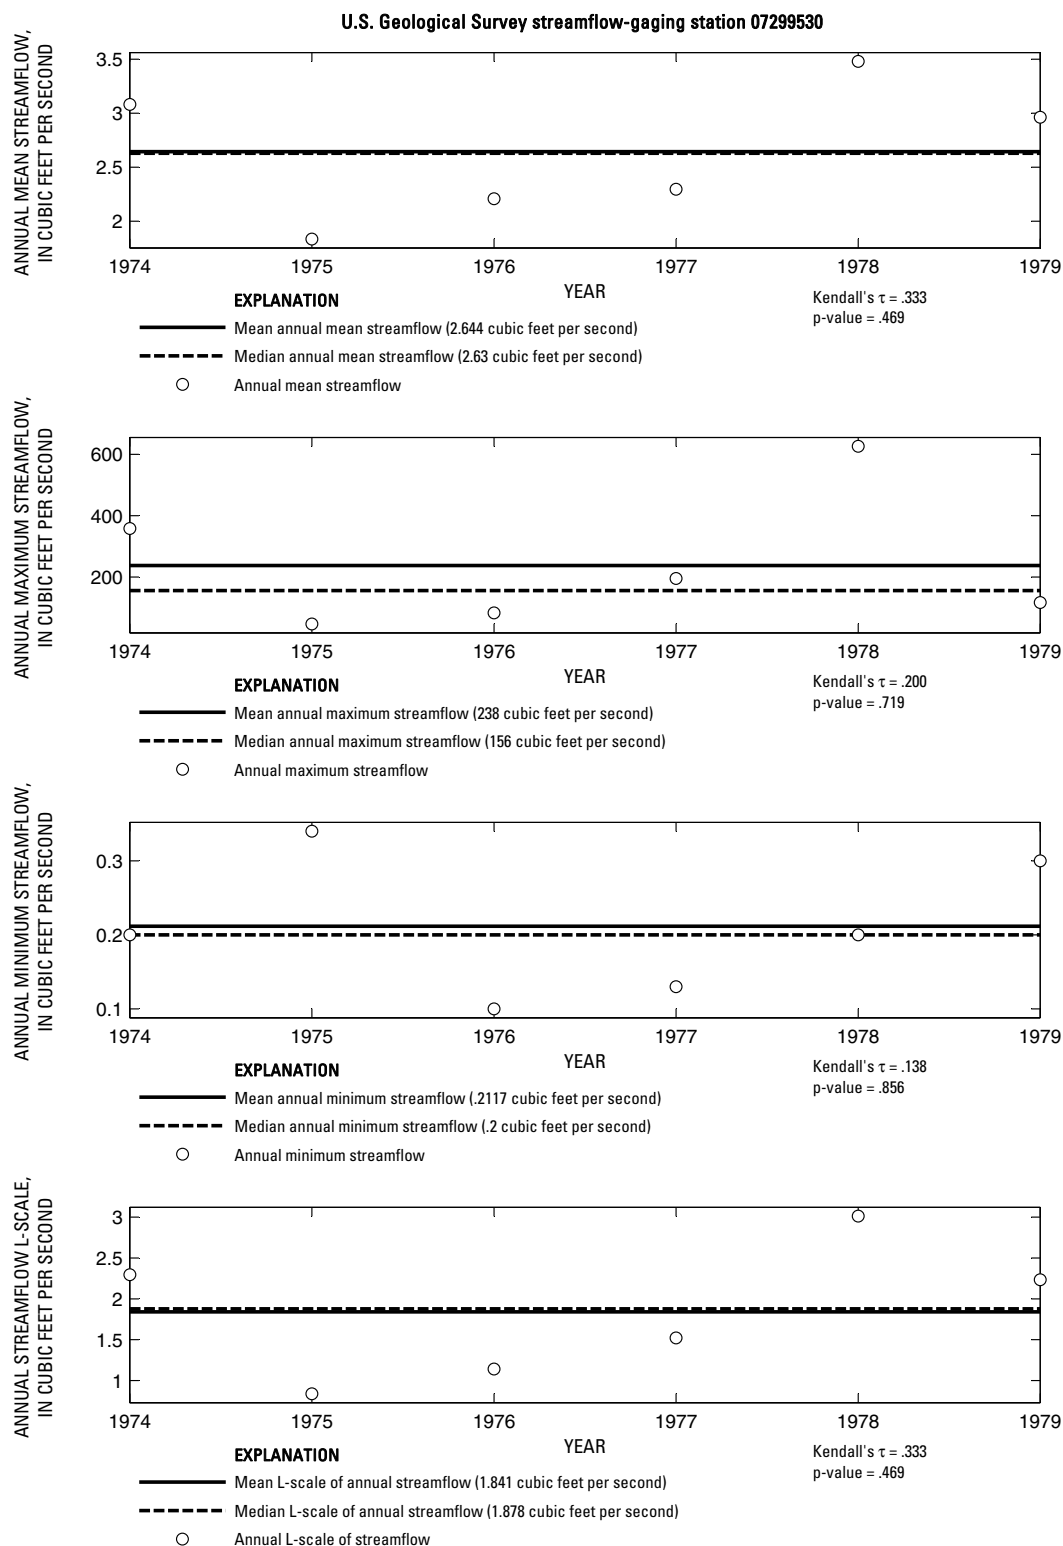 U.S. Geological Survey streamflow-gaging station 07299530
ANNUAL MEAN STREAMFLOW,
IN CUBIC FEET PER SECOND
3.5
3
2.5
2
1974 1975 1976 1977 1978 1979
YEAR
Kendall's τ = .333
p-value = .469
EXPLANATION
Mean annual mean streamflow (2.644 cubic feet per second)
Median annual mean streamflow (2.63 cubic feet per second)
Annual mean streamflow
ANNUAL MAXIMUM STREAMFLOW,
IN CUBIC FEET PER SECOND
600
400
200
1974 1975 1976 1977 1978 1979
YEAR
Kendall's τ = .200
p-value = .719
EXPLANATION
Mean annual maximum streamflow (238 cubic feet per second)
Median annual maximum streamflow (156 cubic feet per second)
Annual maximum streamflow
ANNUAL MINIMUM STREAMFLOW,
IN CUBIC FEET PER SECOND
0.3
0.2
0.1
1974 1975 1976 1977 1978 1979
YEAR
Kendall's τ = .138
p-value = .856
EXPLANATION
Mean annual minimum streamflow (.2117 cubic feet per second)
Median annual minimum streamflow (.2 cubic feet per second)
Annual minimum streamflow
ANNUAL STREAMFLOW L-SCALE,
IN CUBIC FEET PER SECOND
3
2.5
2
1.5
1
1974 1975 1976 1977 1978 1979
YEAR
Kendall's τ = .333
p-value = .469
EXPLANATION
Mean L-scale of annual streamflow (1.841 cubic feet per second)
Median L-scale of annual streamflow (1.878 cubic feet per second)
Annual L-scale of streamflow